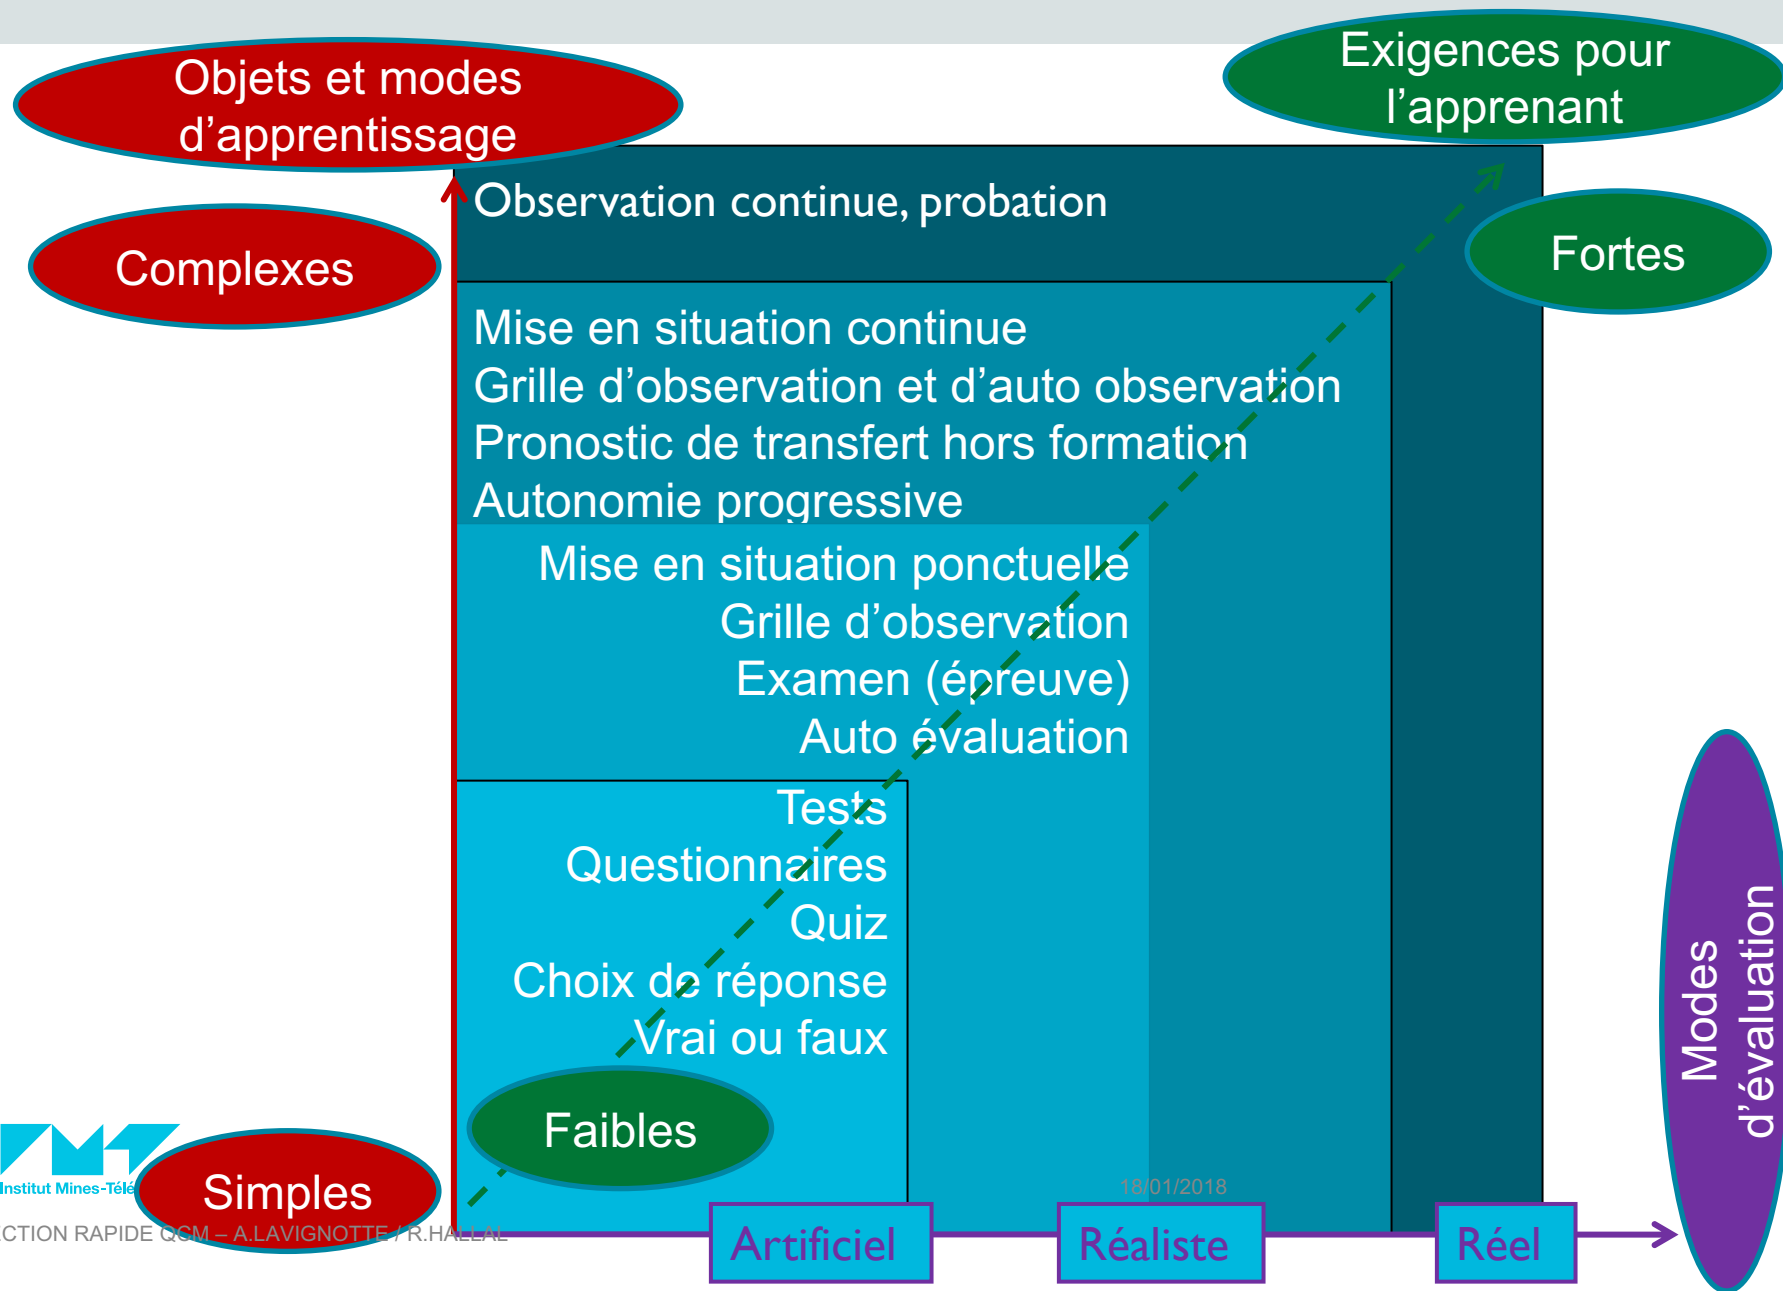 Objets et modes
d’apprentissage
Exigences pour
l’apprenant
Observation continue, probation
Complexes
Fortes
Mise en situation continue
Grille d’observation et d’auto observation
Pronostic de transfert hors formation
Autonomie progressive
Mise en situation ponctuelle
Grille d’observation
Examen (épreuve)
Auto évaluation
Tests
Questionnaires
Quiz
Choix de réponse
Vrai ou faux
Modes
d’évaluation
Faibles
Institut Mines-Télé
Simples
18/01/2018
RAPIDE QCM – A.LAVIGNOTTE / R.HALLAL
Artificiel
Réaliste
Réel